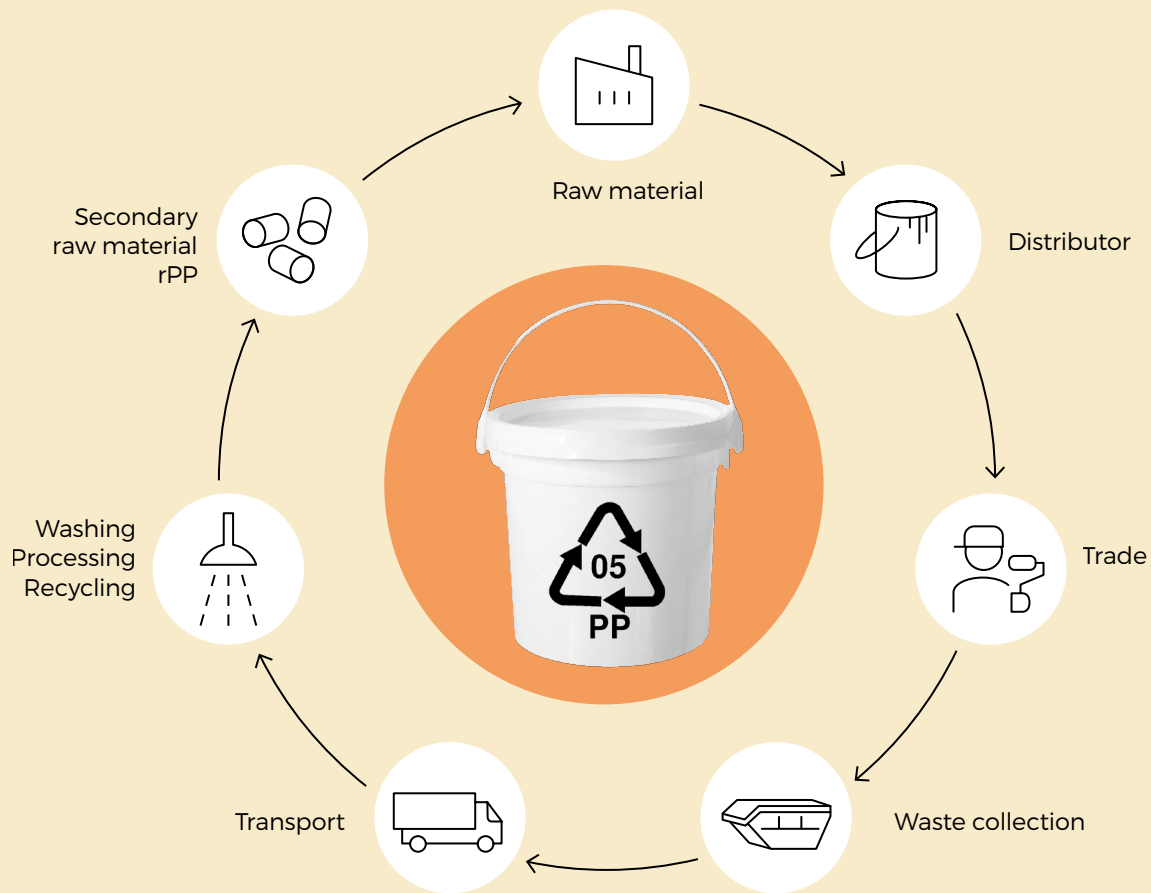 Raw material
Distributor
Trade
Waste collection
Transport
Washing
Processing
Recycling
Secondary
raw material
rPP
05
PP